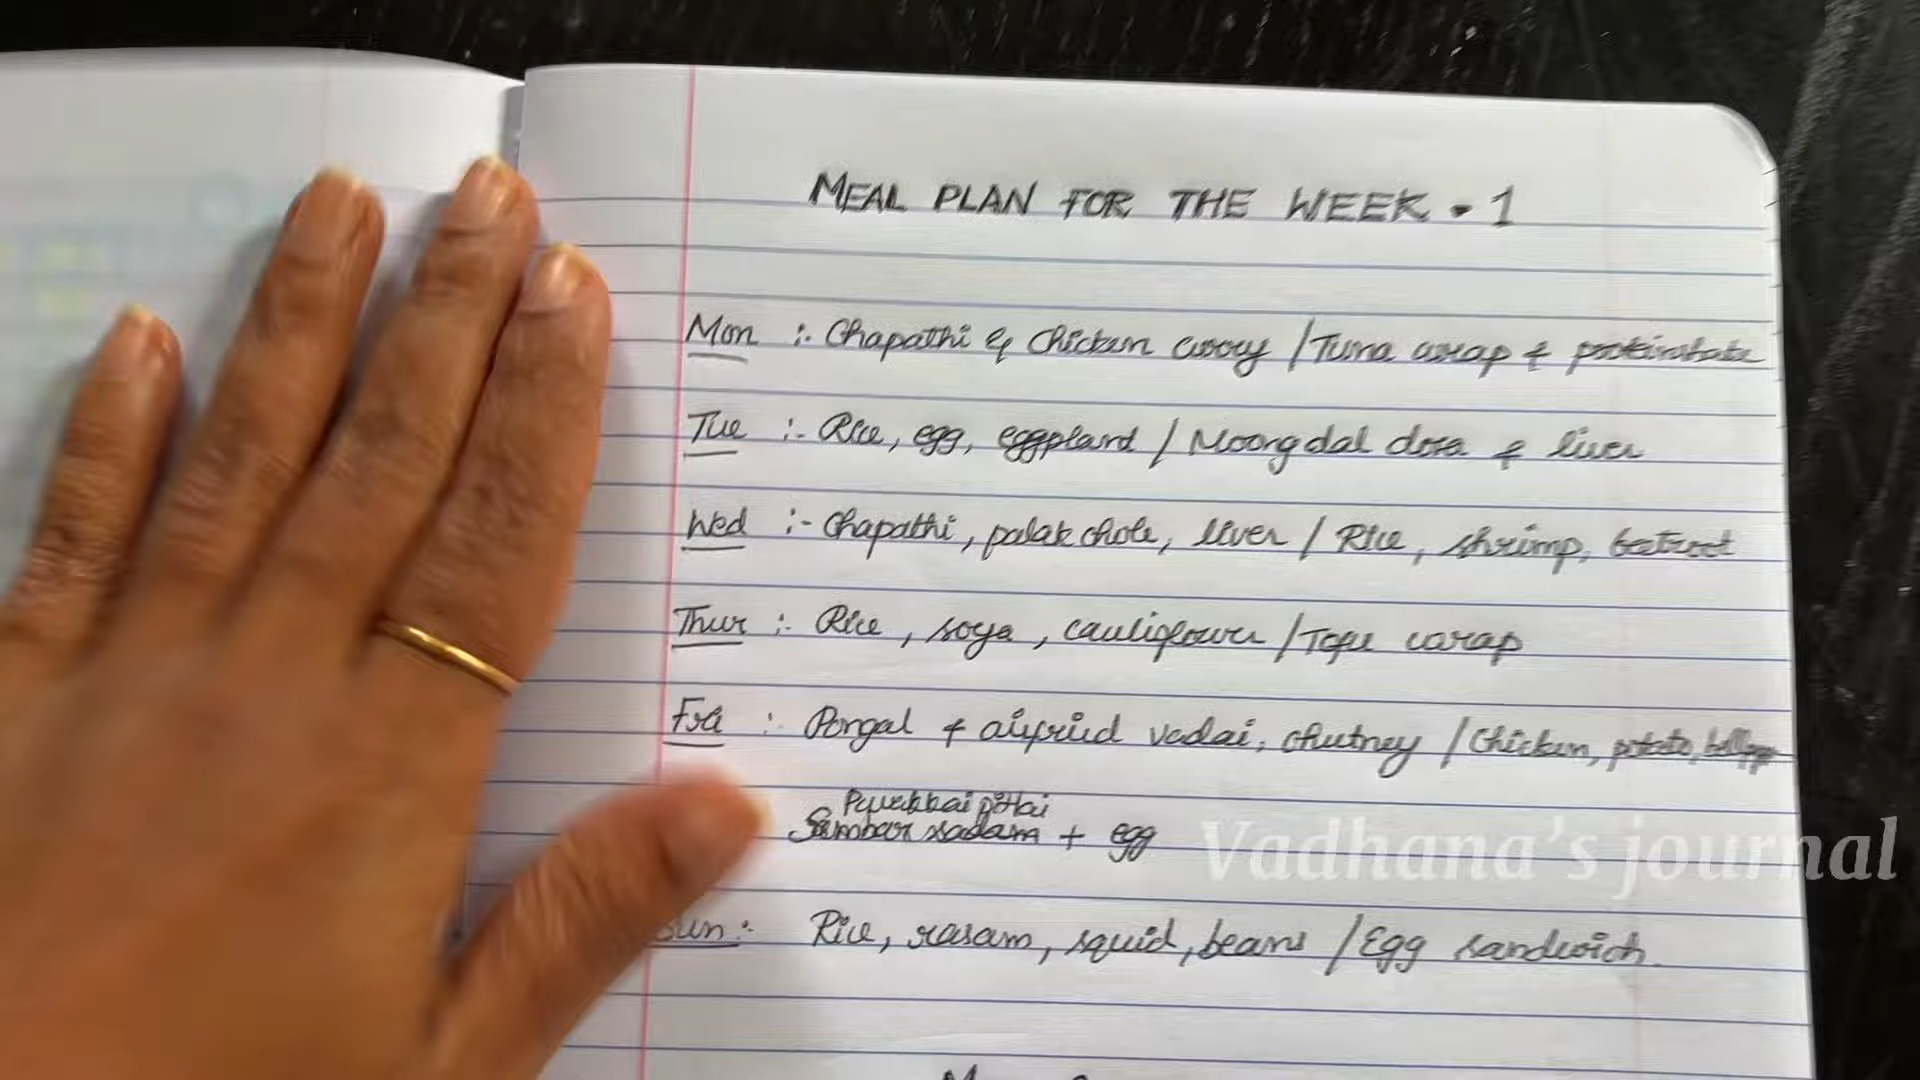 MEAL PLAN FOR THE WEEK - 1
Mon :- Chapathi & Chicken curry / Tuna wrap &
Tue :- Rice, egg, eggplant / Moong dal dosa & liver
Wed :- Chapathi, palak chole, liver / Rice, shrimp, beetroot
Thur :- Rice, soya, cauliflower / Tofu wrap
Fri :- Pongal & airfried vadai, chutney / Chicken, potato,
Sambar sadam + egg
Sun :- Rice, rasam, squid, beans / Egg sandwich.
Vadhana's journal